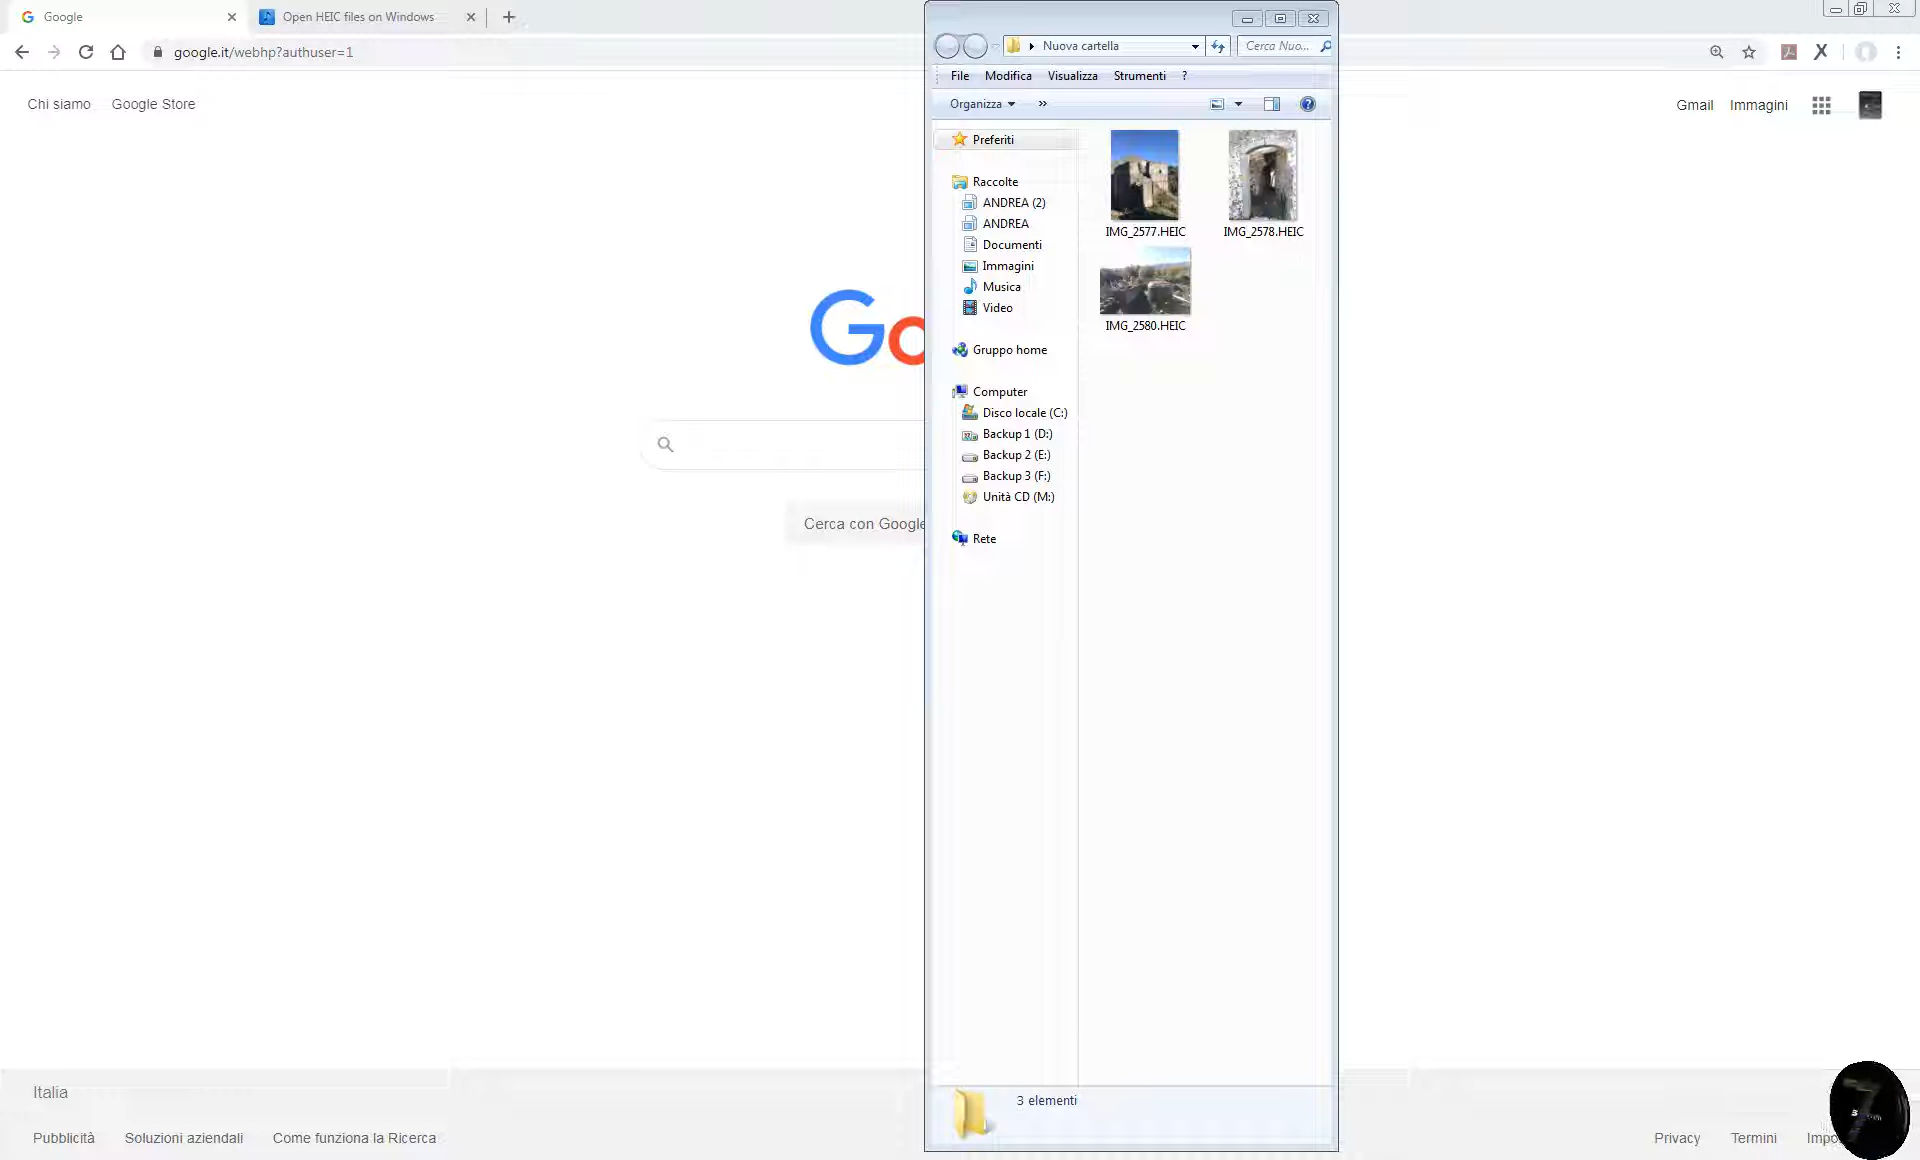 Google
Open HEIC files on Windows
google.it/webhp?authuser=1
Chi siamo
Google Store
Gmail
Immagini
Go
Cerca con Google
Nuova cartella
Cerca Nuo...
File
Modifica
Visualizza
Strumenti
?
Organizza
»
Preferiti
Raccolte
ANDREA (2)
ANDREA
Documenti
Immagini
Musica
Video
Gruppo home
Computer
Disco locale (C:)
Backup 1 (D:)
Backup 2 (E:)
Backup 3 (F:)
Unità CD (M:)
Rete
IMG_2577.HEIC
IMG_2578.HEIC
IMG_2580.HEIC
3 elementi
Italia
Pubblicità
Soluzioni aziendali
Come funziona la Ricerca
Privacy
Termini